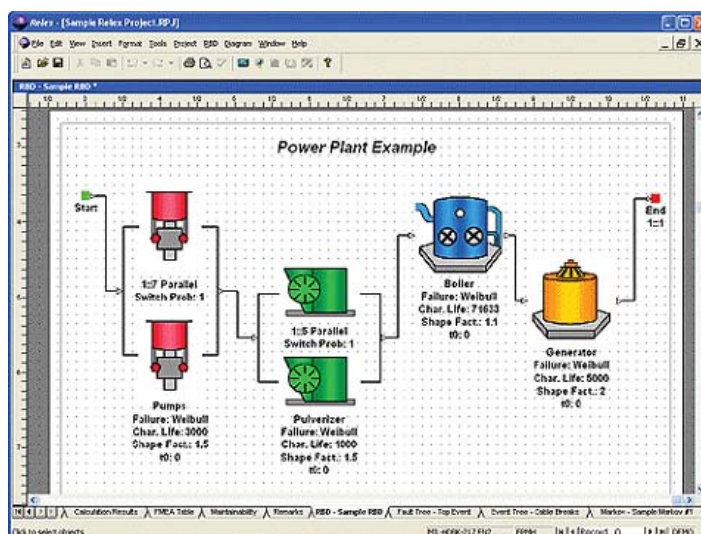 Relex - [Sample Relex Project.RPJ]
File Edit View Insert Format Tools Project RBD Diagram Window Help
RBD - Sample RBD *
Power Plant Example
Start
End
1::1
1::7 Parallel
Switch Prob: 1
Pumps
Failure: Weibull
Char. Life: 3000
Shape Fact.: 1.5
t0: 0
1::5 Parallel
Switch Prob: 1
Pulverizer
Failure: Weibull
Char. Life: 1000
Shape Fact.: 1.5
t0: 0
Boiler
Failure: Weibull
Char. Life: 71633
Shape Fact.: 1.1
t0: 0
Generator
Failure: Weibull
Char. Life: 5000
Shape Fact.: 2
t0: 0
Calculation Results FMEA Table Maintainability Remarks RBD - Sample RBD Fault Tree - Top Event Event Tree - Cable Breaks Markov - Sample Markov #1
Click to select objects. FPMH Record 0 DEMO